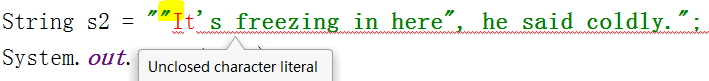 String s2 = ""It's freezing in here", he said coldly.";
System.out.
Unclosed character literal